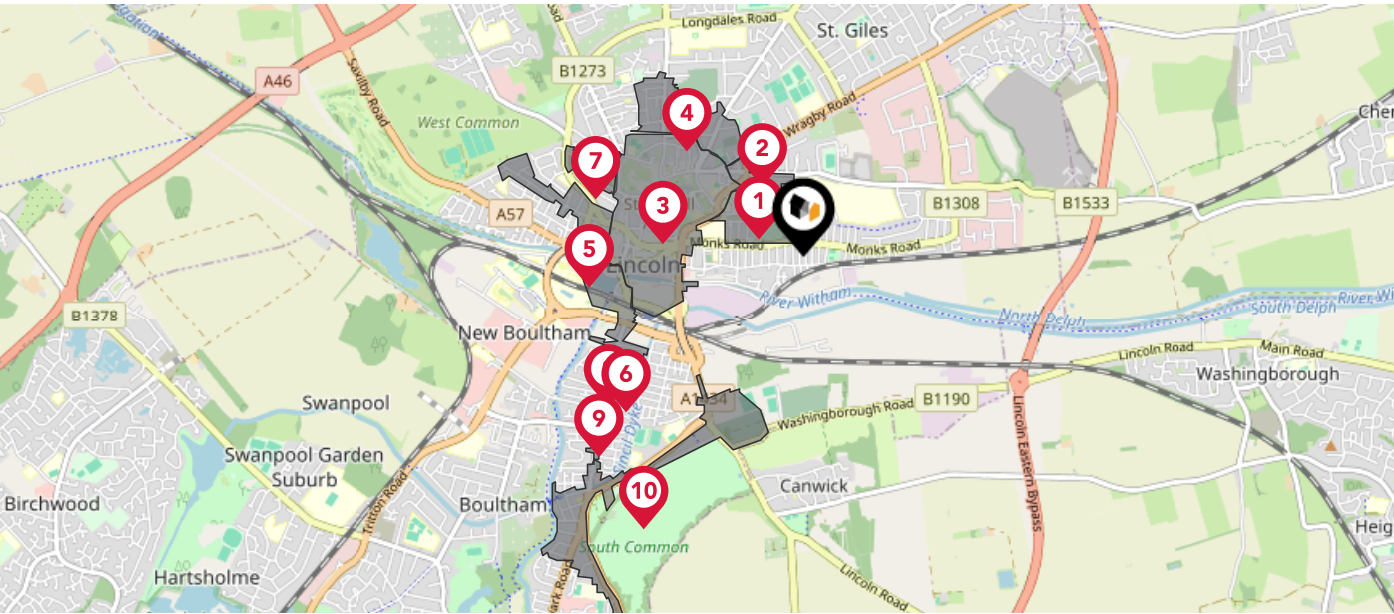 Longdales Road
St. Giles
B1273
A46
Saxilby Road
West Common
Wragby Road
4
2
7
1
3
A57
B1308
B1533
Monks Road
Monks Road
5
Lincoln
River Witham
North Delph
South Delph
B1378
New Boultham
Lincoln Road
Main Road
Washingborough
6
Swanpool
B1190
Washingborough Road
9
Swanpool Garden
Suburb
Birchwood
Tritton Road
Boultham
10
Canwick
Lincoln Eastern Bypass
South Common
Hartsholme
Lincoln Road